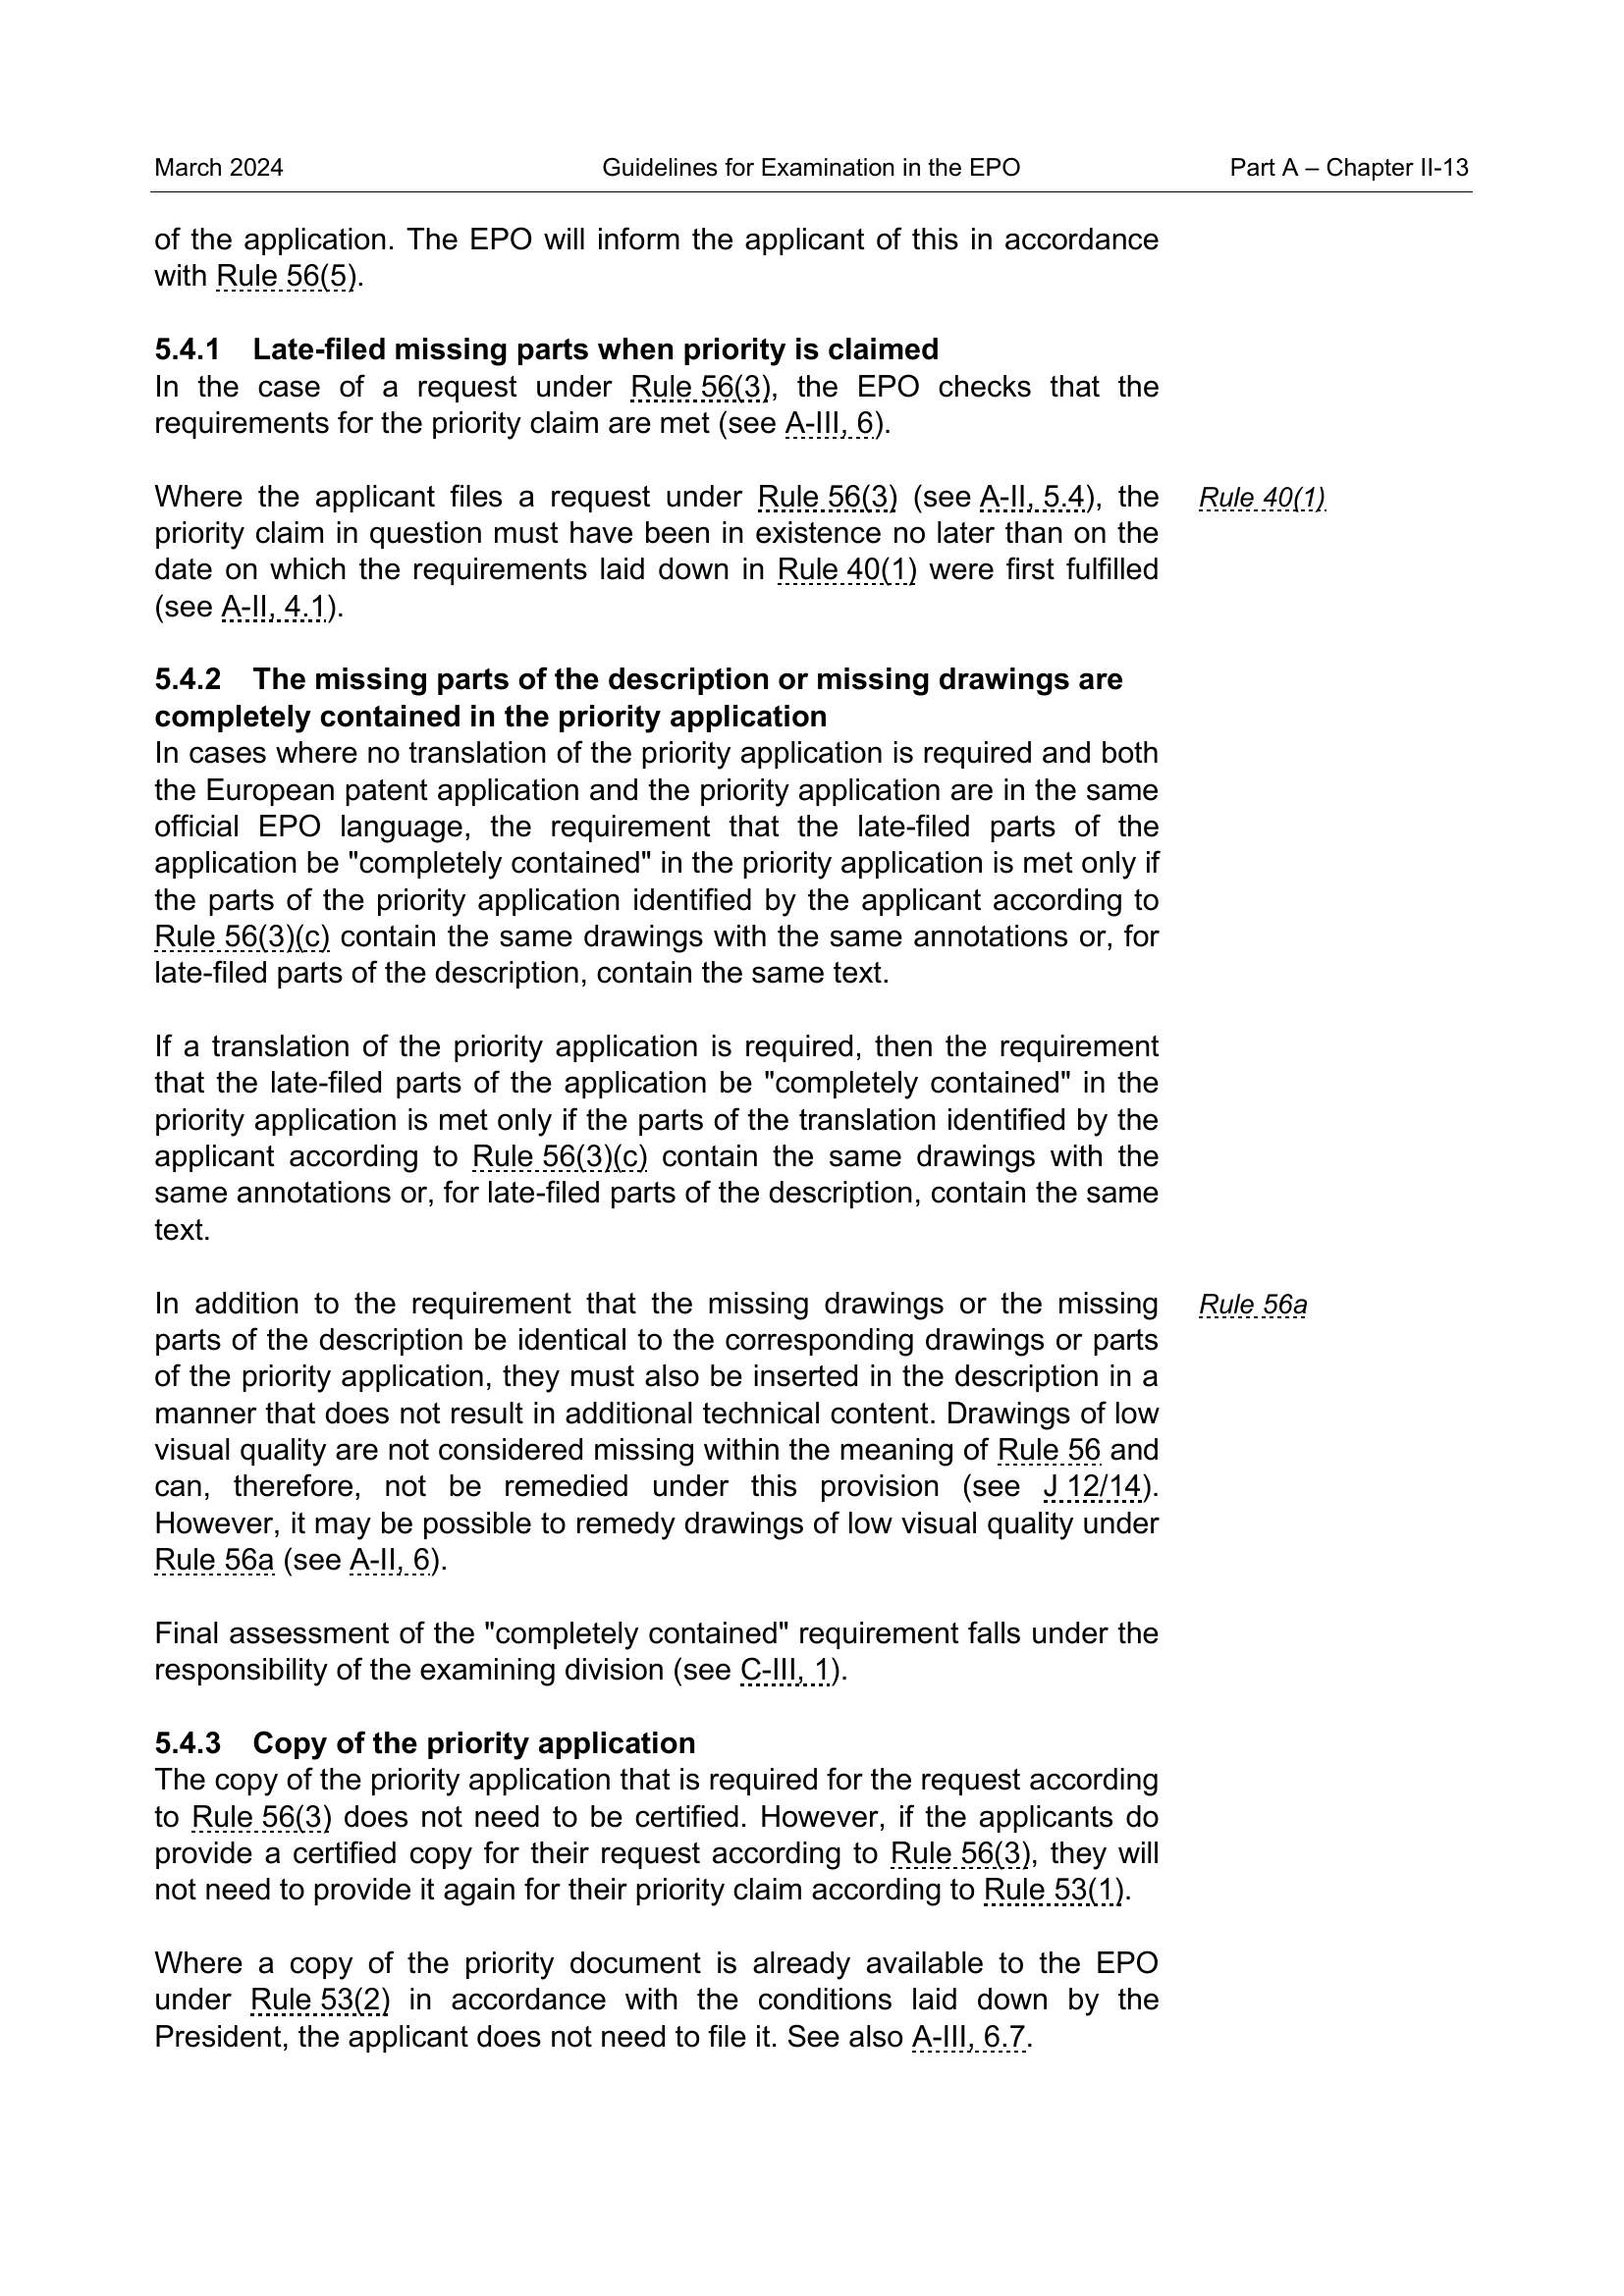 March 2024 Guidelines for Examination in the EPO Part A – Chapter II-13
of the application. The EPO will inform the applicant of this in accordance
with Rule 56(5).
5.4.1 Late-filed missing parts when priority is claimed
In the case of a request under Rule 56(3), the EPO checks that the
requirements for the priority claim are met (see A-III, 6).
Where the applicant files a request under Rule 56(3) (see A-II, 5.4), the
Rule 40(1)
priority claim in question must have been in existence no later than on the
date on which the requirements laid down in Rule 40(1) were first fulfilled
(see A-II, 4.1).
5.4.2 The missing parts of the description or missing drawings are
completely contained in the priority application
In cases where no translation of the priority application is required and both
the European patent application and the priority application are in the same
official EPO language, the requirement that the late-filed parts of the
application be "completely contained" in the priority application is met only if
the parts of the priority application identified by the applicant according to
Rule 56(3)(c) contain the same drawings with the same annotations or, for
late-filed parts of the description, contain the same text.
If a translation of the priority application is required, then the requirement
that the late-filed parts of the application be "completely contained" in the
priority application is met only if the parts of the translation identified by the
applicant according to Rule 56(3)(c) contain the same drawings with the
same annotations or, for late-filed parts of the description, contain the same
text.
In addition to the requirement that the missing drawings or the missing
Rule 56a
parts of the description be identical to the corresponding drawings or parts
of the priority application, they must also be inserted in the description in a
manner that does not result in additional technical content. Drawings of low
visual quality are not considered missing within the meaning of Rule 56 and
can, therefore, not be remedied under this provision (see J 12/14).
However, it may be possible to remedy drawings of low visual quality under
Rule 56a (see A-II, 6).
Final assessment of the "completely contained" requirement falls under the
responsibility of the examining division (see C-III, 1).
5.4.3 Copy of the priority application
The copy of the priority application that is required for the request according
to Rule 56(3) does not need to be certified. However, if the applicants do
provide a certified copy for their request according to Rule 56(3), they will
not need to provide it again for their priority claim according to Rule 53(1).
Where a copy of the priority document is already available to the EPO
under Rule 53(2) in accordance with the conditions laid down by the
President, the applicant does not need to file it. See also A-III, 6.7.